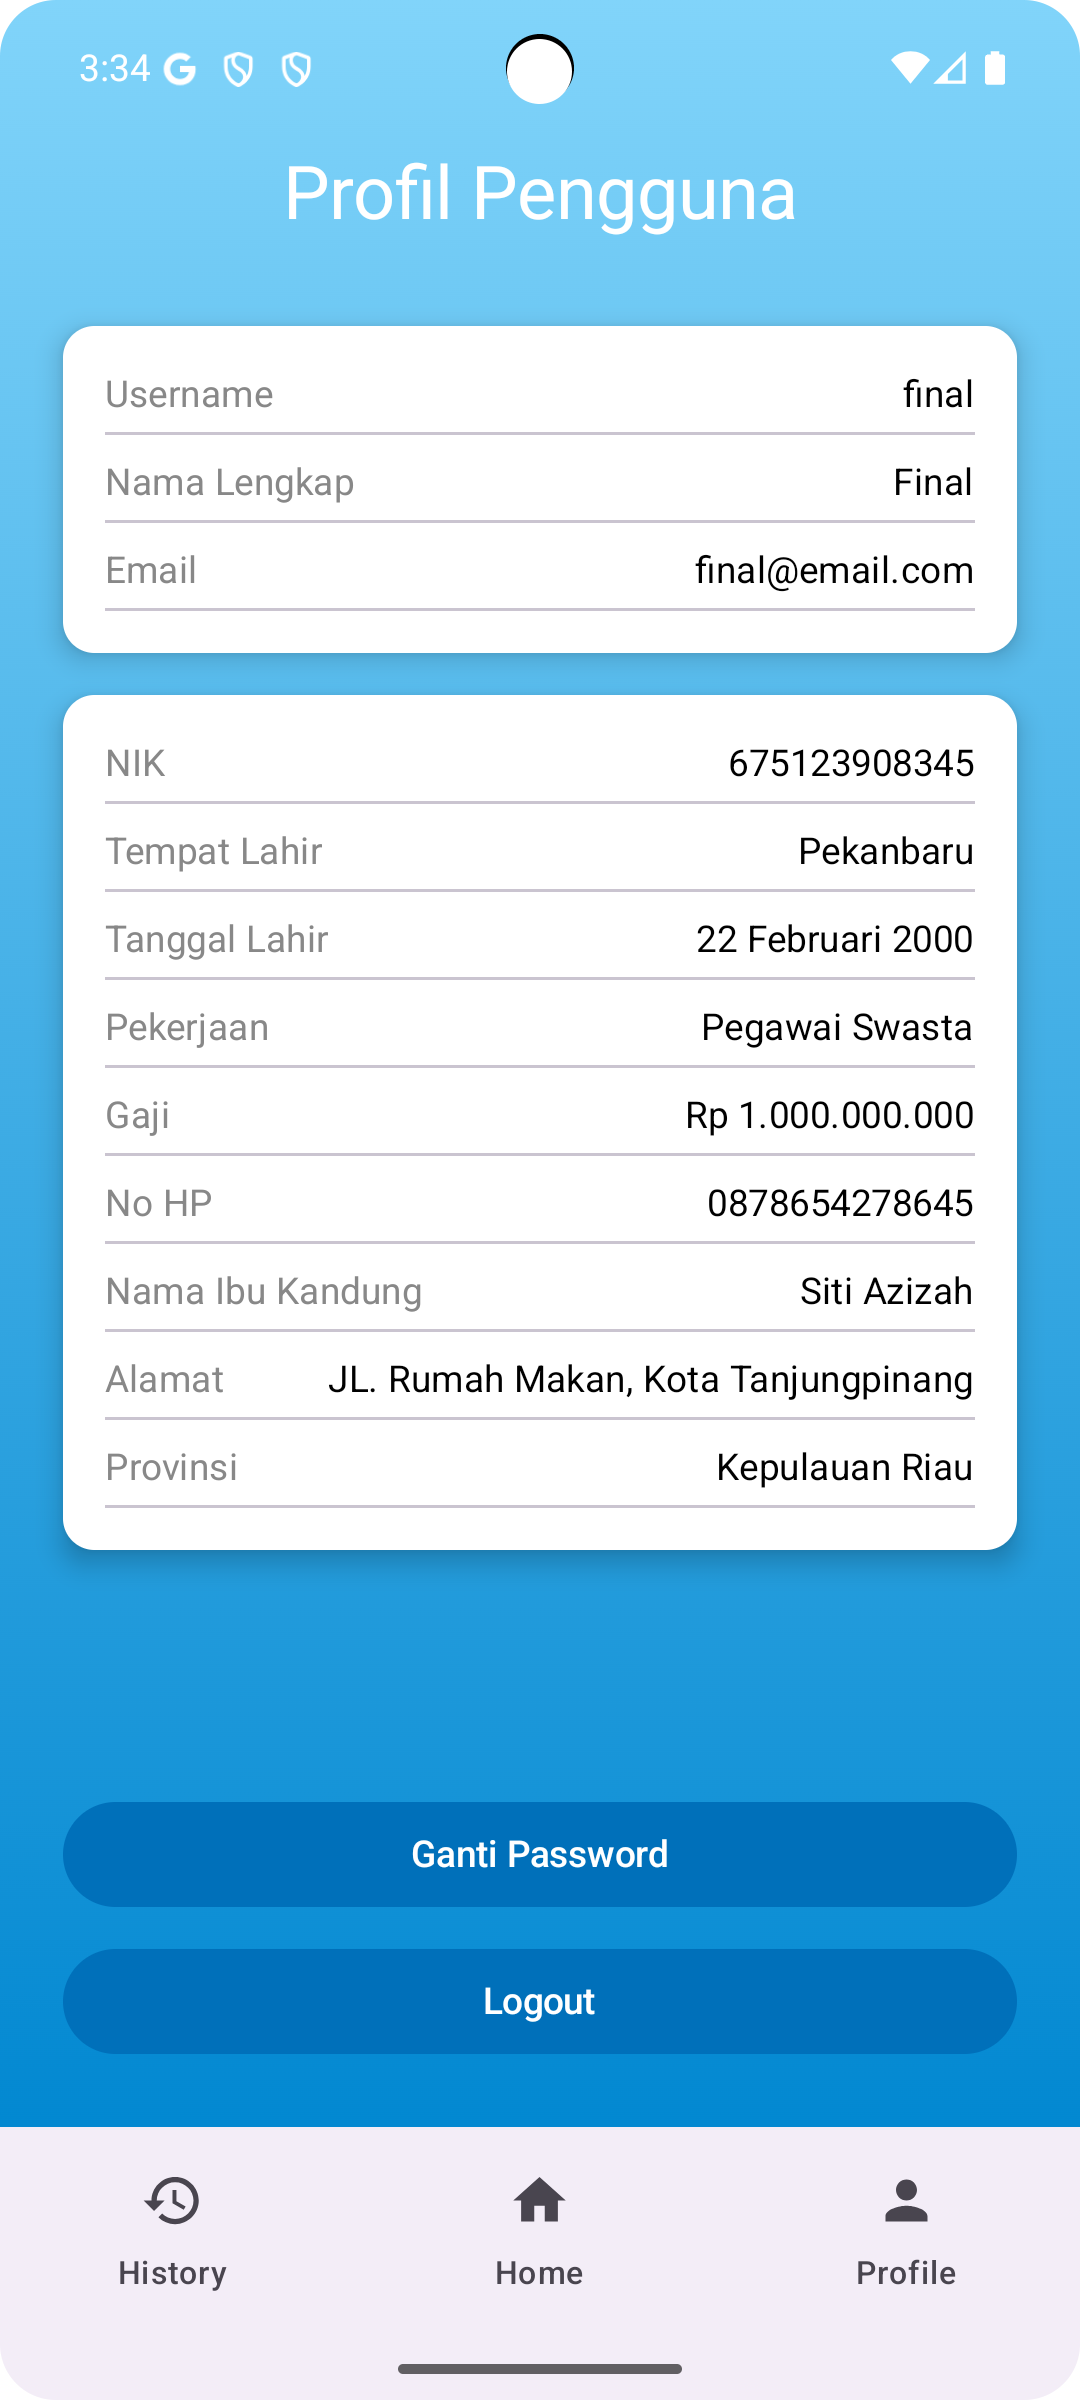 3:34
Profil Pengguna
Username final
Nama Lengkap Final
Email final@email.com
NIK 675123908345
Tempat Lahir Pekanbaru
Tanggal Lahir 22 Februari 2000
Pekerjaan Pegawai Swasta
Gaji Rp 1.000.000.000
No HP 0878654278645
Nama Ibu Kandung Siti Azizah
Alamat JL. Rumah Makan, Kota Tanjungpinang
Provinsi Kepulauan Riau
Ganti Password
Logout
History Home Profile